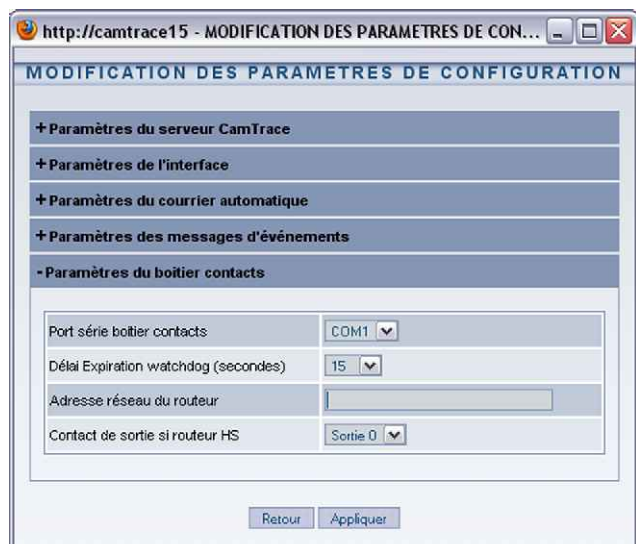 http://camtrace15 - MODIFICATION DES PARAMETRES DE CON...
MODIFICATION DES PARAMETRES DE CONFIGURATION
+Paramètres du serveur CamTrace
+Paramètres de l'interface
+Paramètres du courrier automatique
+Paramètres des messages d'événements
-Paramètres du boitier contacts
Port série boitier contacts COM1
Délai Expiration watchdog (secondes) 15
Adresse réseau du routeur
Contact de sortie si routeur HS Sortie 0
Retour Appliquer